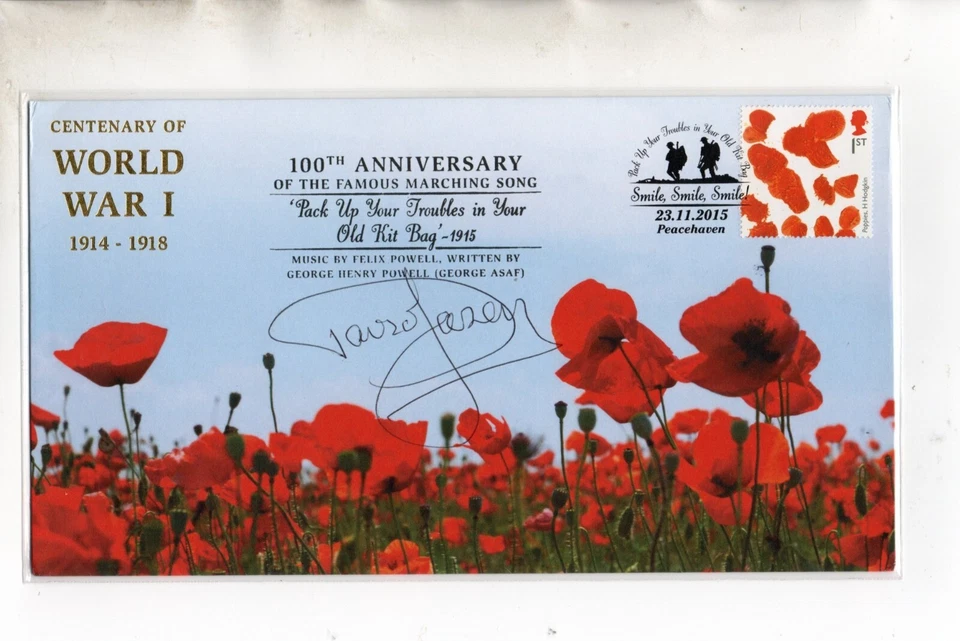 CENTENARY OF
WORLD
WAR I
1914 - 1918
100TH ANNIVERSARY
OF THE FAMOUS MARCHING SONG
'Pack Up Your Troubles in Your
Old Kit Bag'-1915
MUSIC BY FELIX POWELL, WRITTEN BY
GEORGE HENRY POWELL (GEORGE ASAF)
Pack Up Your Troubles in Your Old Kit Bag
Smile, Smile, Smile!
23.11.2015
Peacehaven
1ST
Poppies, H Hodgkin